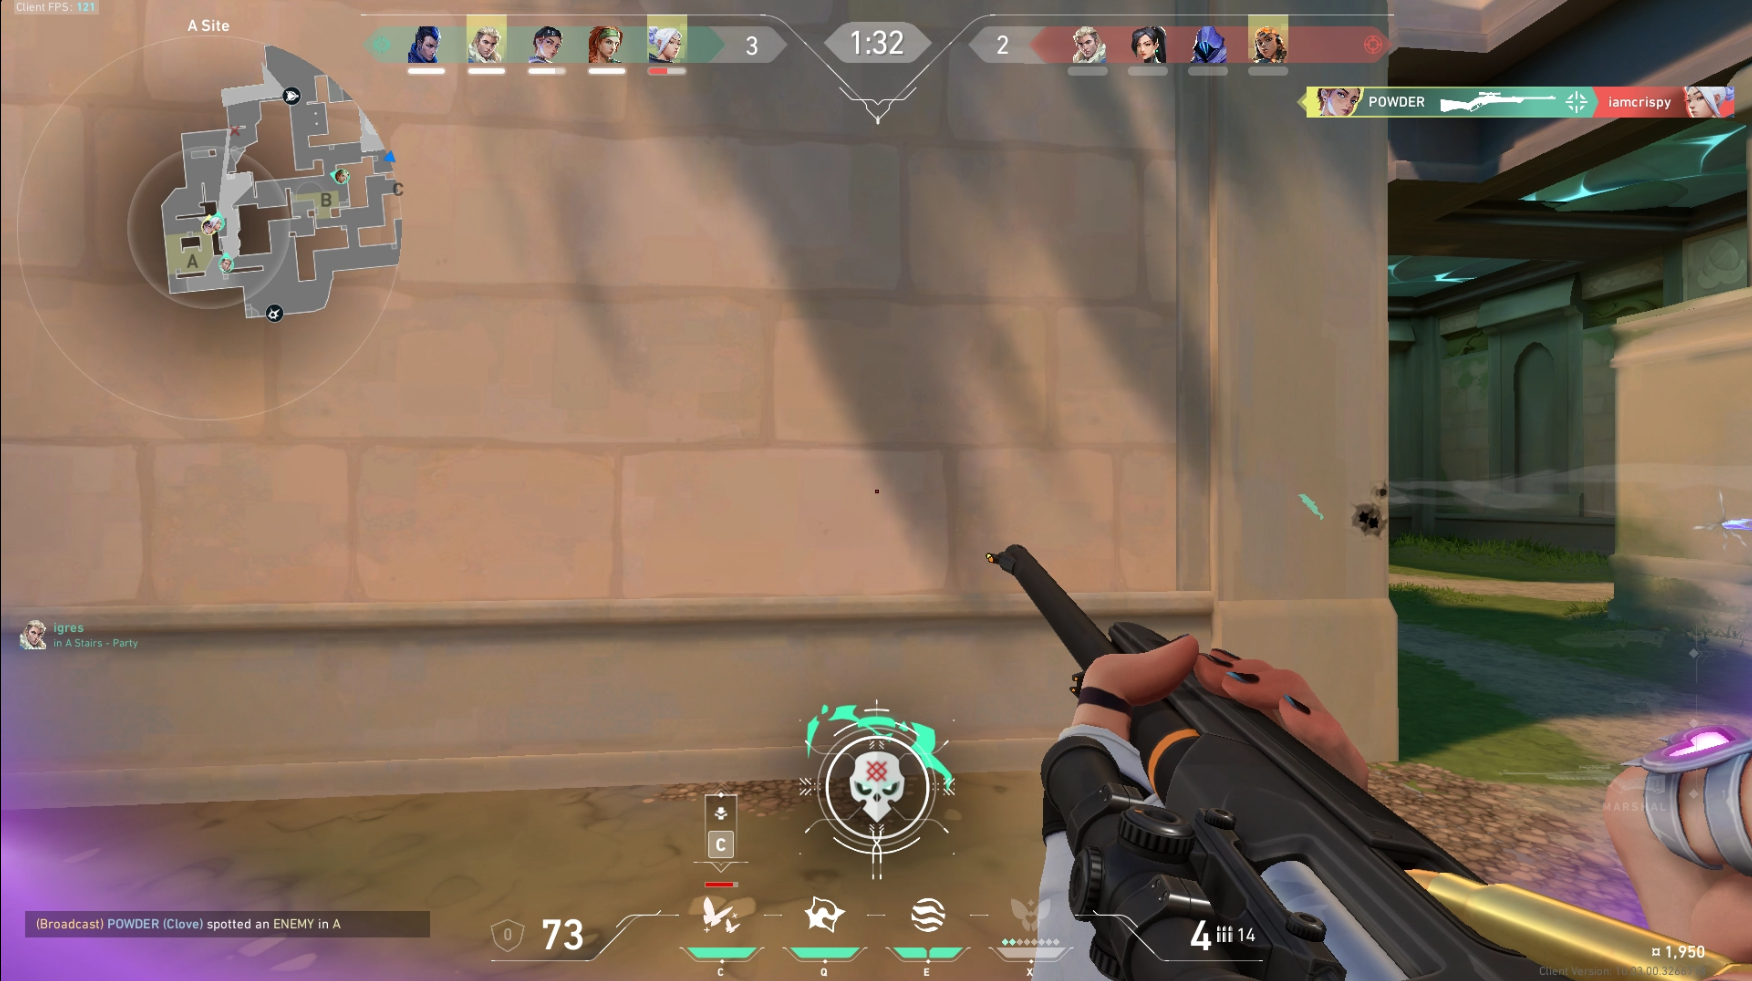 Client FPS: 121
A Site
3
1:32
2
POWDER
iamcrispy
B
C
A
igres
in A Stairs - Party
MARSHAL
C
(Broadcast) POWDER (Clove) spotted an ENEMY in A
0
73
4
14
C
Q
E
X
1,950